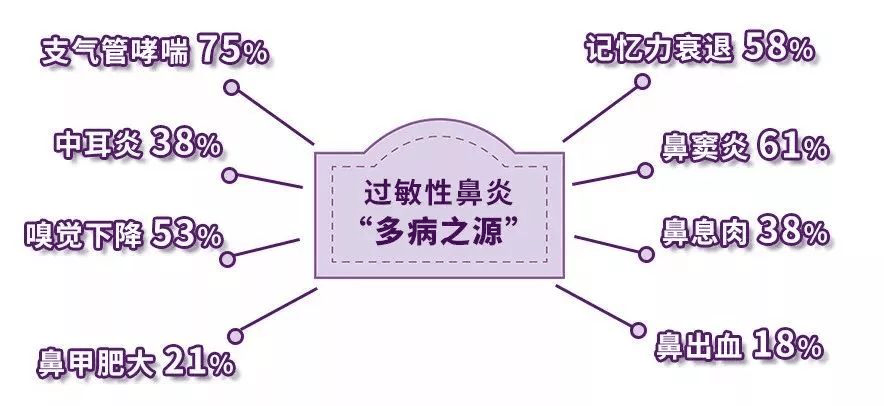 支气管哮喘 75%
记忆力衰退 58%
中耳炎 38%
鼻窦炎 61%
过敏性鼻炎
“多病之源”
嗅觉下降 53%
鼻息肉 38%
鼻甲肥大 21%
鼻出血 18%